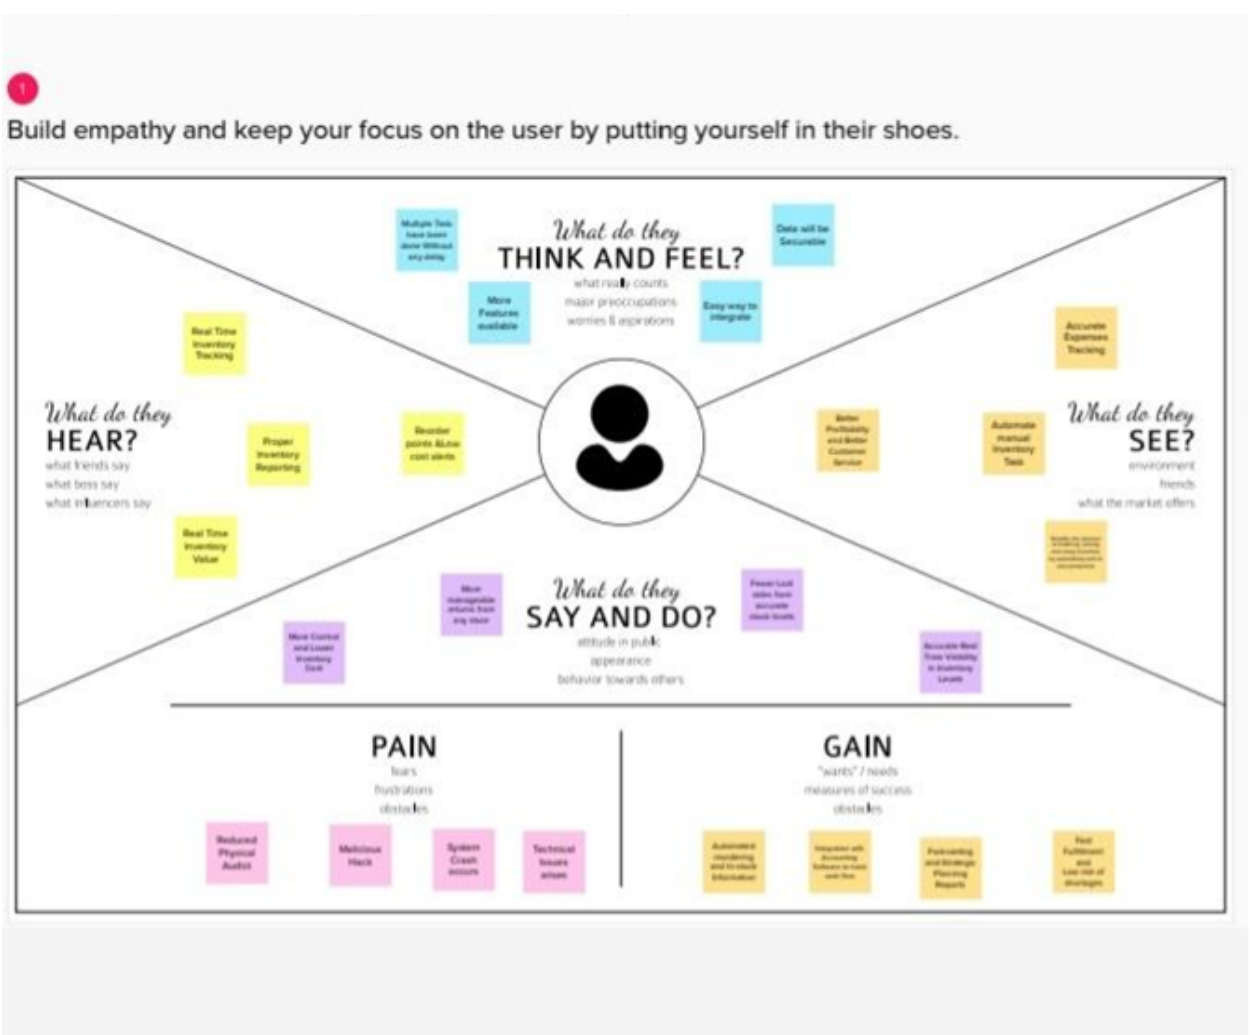 1
Build empathy and keep your focus on the user by putting yourself in their shoes.
What do they
THINK AND FEEL?
what really counts
major preoccupations
worries & aspirations
Multiple Task
have been
done Without
any delay
More
Features
available
Data will be
Securable
Easy way to
integrate
What do they
HEAR?
what friends say
what boss say
what influencers say
Real Time
Inventory
Tracking
Proper
Inventory
Reporting
Reorder
points &Low
cost alerts
Real Time
Inventory
Value
What do they
SEE?
environment
friends
what the market offers
Accurate
Expenses
Tracking
Better
Profitability
and Better
Customer
Service
Automate
manual
Inventory
Task
What do they
SAY AND DO?
attitude in public
appearance
behavior towards others
More Control
and Lower
Inventory
Cost
More
manageable
returns from
any store
Fewer Lost
sales from
accurate
stock levels
Accurate Real
Time Visibility
in Inventory
Levels
PAIN
fears
frustrations
obstacles
Reduced
Physical
Audist
Malicious
Hack
System
Crash
occurs
Technical
Issues
arises
GAIN
"wants" / needs
measures of success
obstacles
Automated
reordering
and in-stock
information
Integration with
Accounting
Software to
Forecasting
and Strategic
Planning
Reports
Fast
Fulfillment
and
Low risk of
shortages